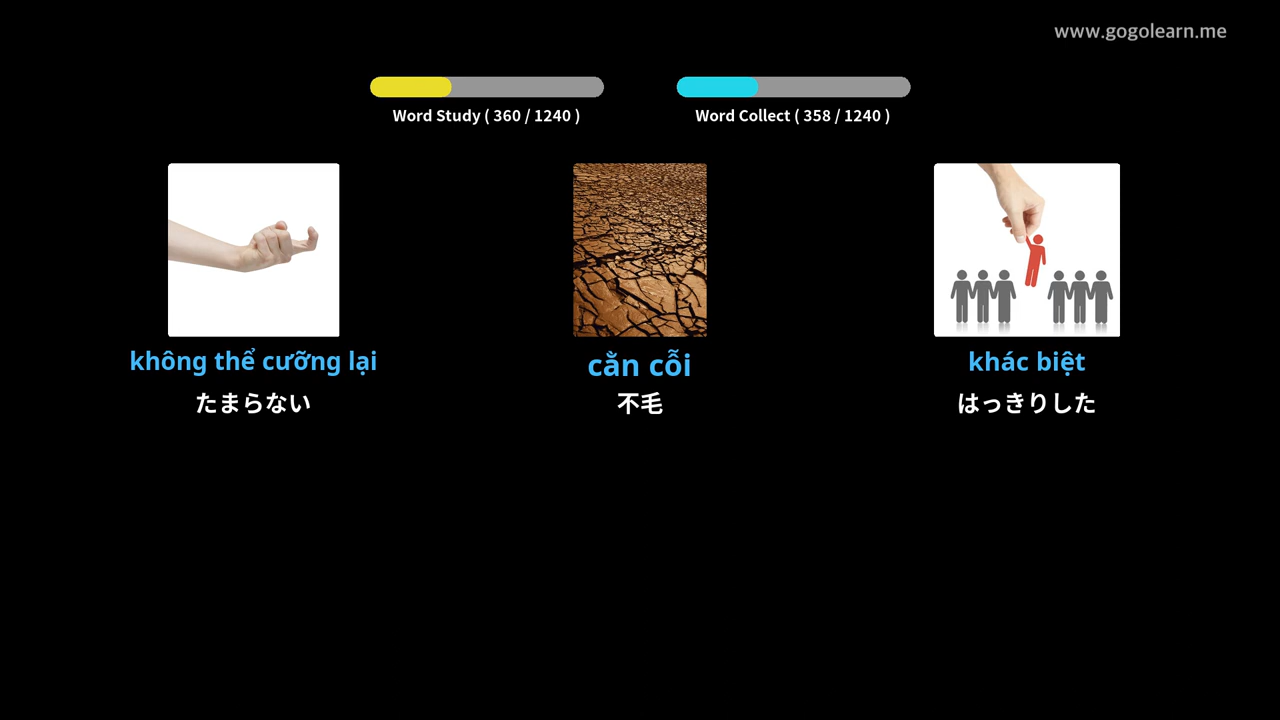 www.gogolearn.me
Word Study ( 360 / 1240 )
Word Collect ( 358 / 1240 )
không thể cưỡng lại
たまらない
cằn cỗi
不毛
khác biệt
はっきりした